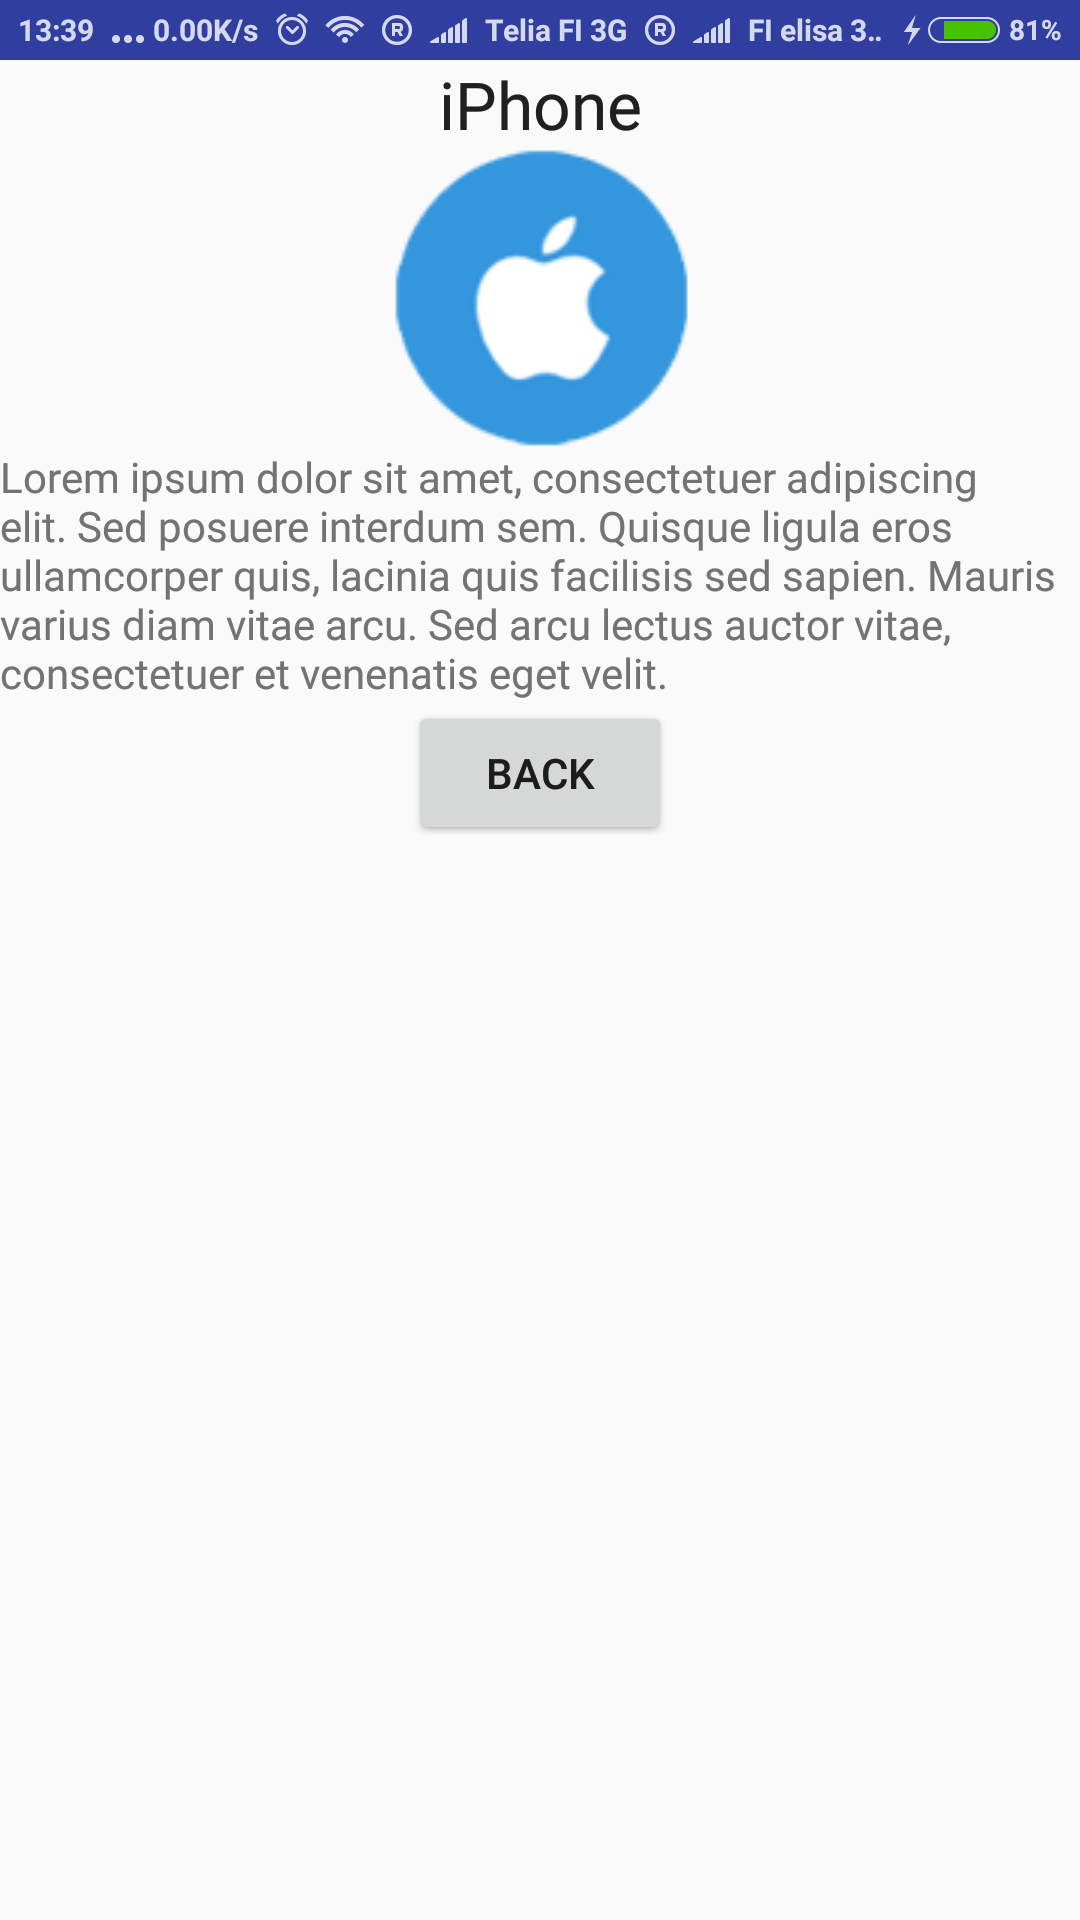 13:39 ... 0.00K/s R Telia FI 3G R FI elisa 3.. 81%
iPhone
Lorem ipsum dolor sit amet, consectetuer adipiscing
elit. Sed posuere interdum sem. Quisque ligula eros
ullamcorper quis, lacinia quis facilisis sed sapien. Mauris
varius diam vitae arcu. Sed arcu lectus auctor vitae,
consectetuer et venenatis eget velit.
BACK